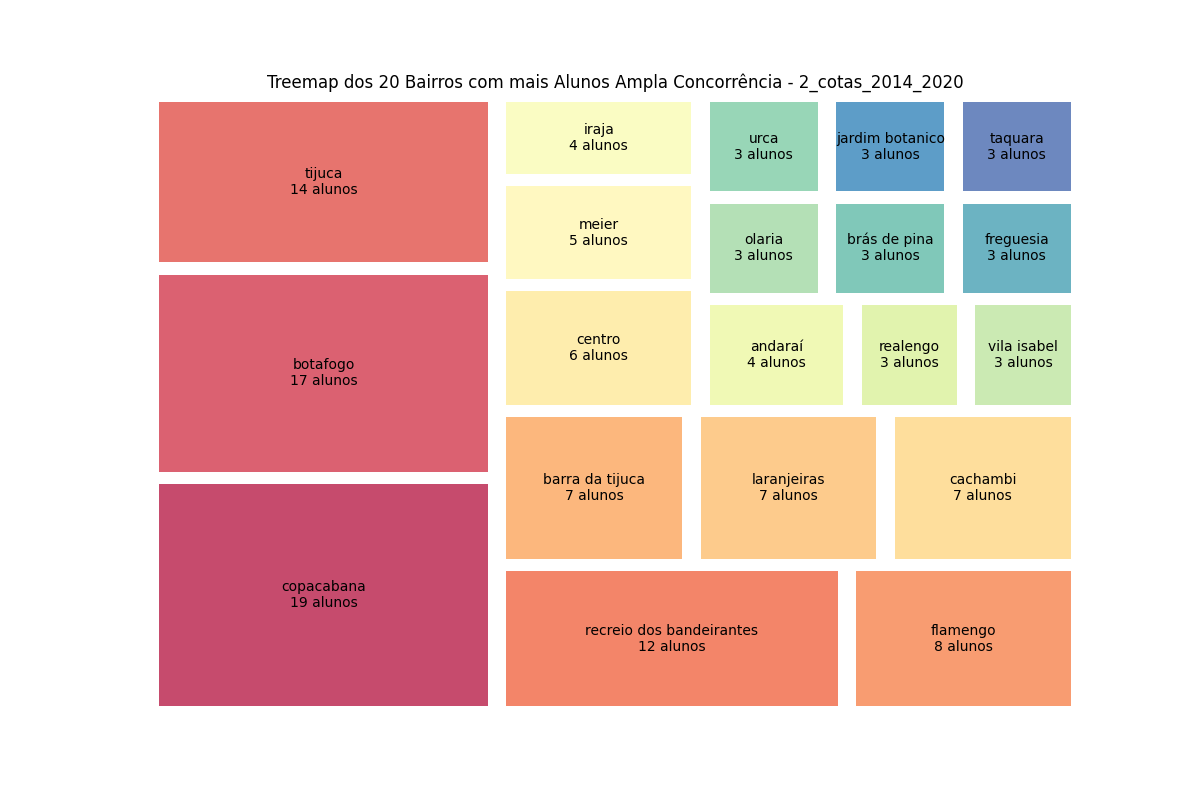 Treemap dos 20 Bairros com mais Alunos Ampla Concorrência - 2_cotas_2014_2020
tijuca
14 alunos
botafogo
17 alunos
copacabana
19 alunos
iraja
4 alunos
meier
5 alunos
centro
6 alunos
urca
3 alunos
jardim botanico
3 alunos
taquara
3 alunos
olaria
3 alunos
brás de pina
3 alunos
freguesia
3 alunos
andaraí
4 alunos
realengo
3 alunos
vila isabel
3 alunos
barra da tijuca
7 alunos
laranjeiras
7 alunos
cachambi
7 alunos
recreio dos bandeirantes
12 alunos
flamengo
8 alunos